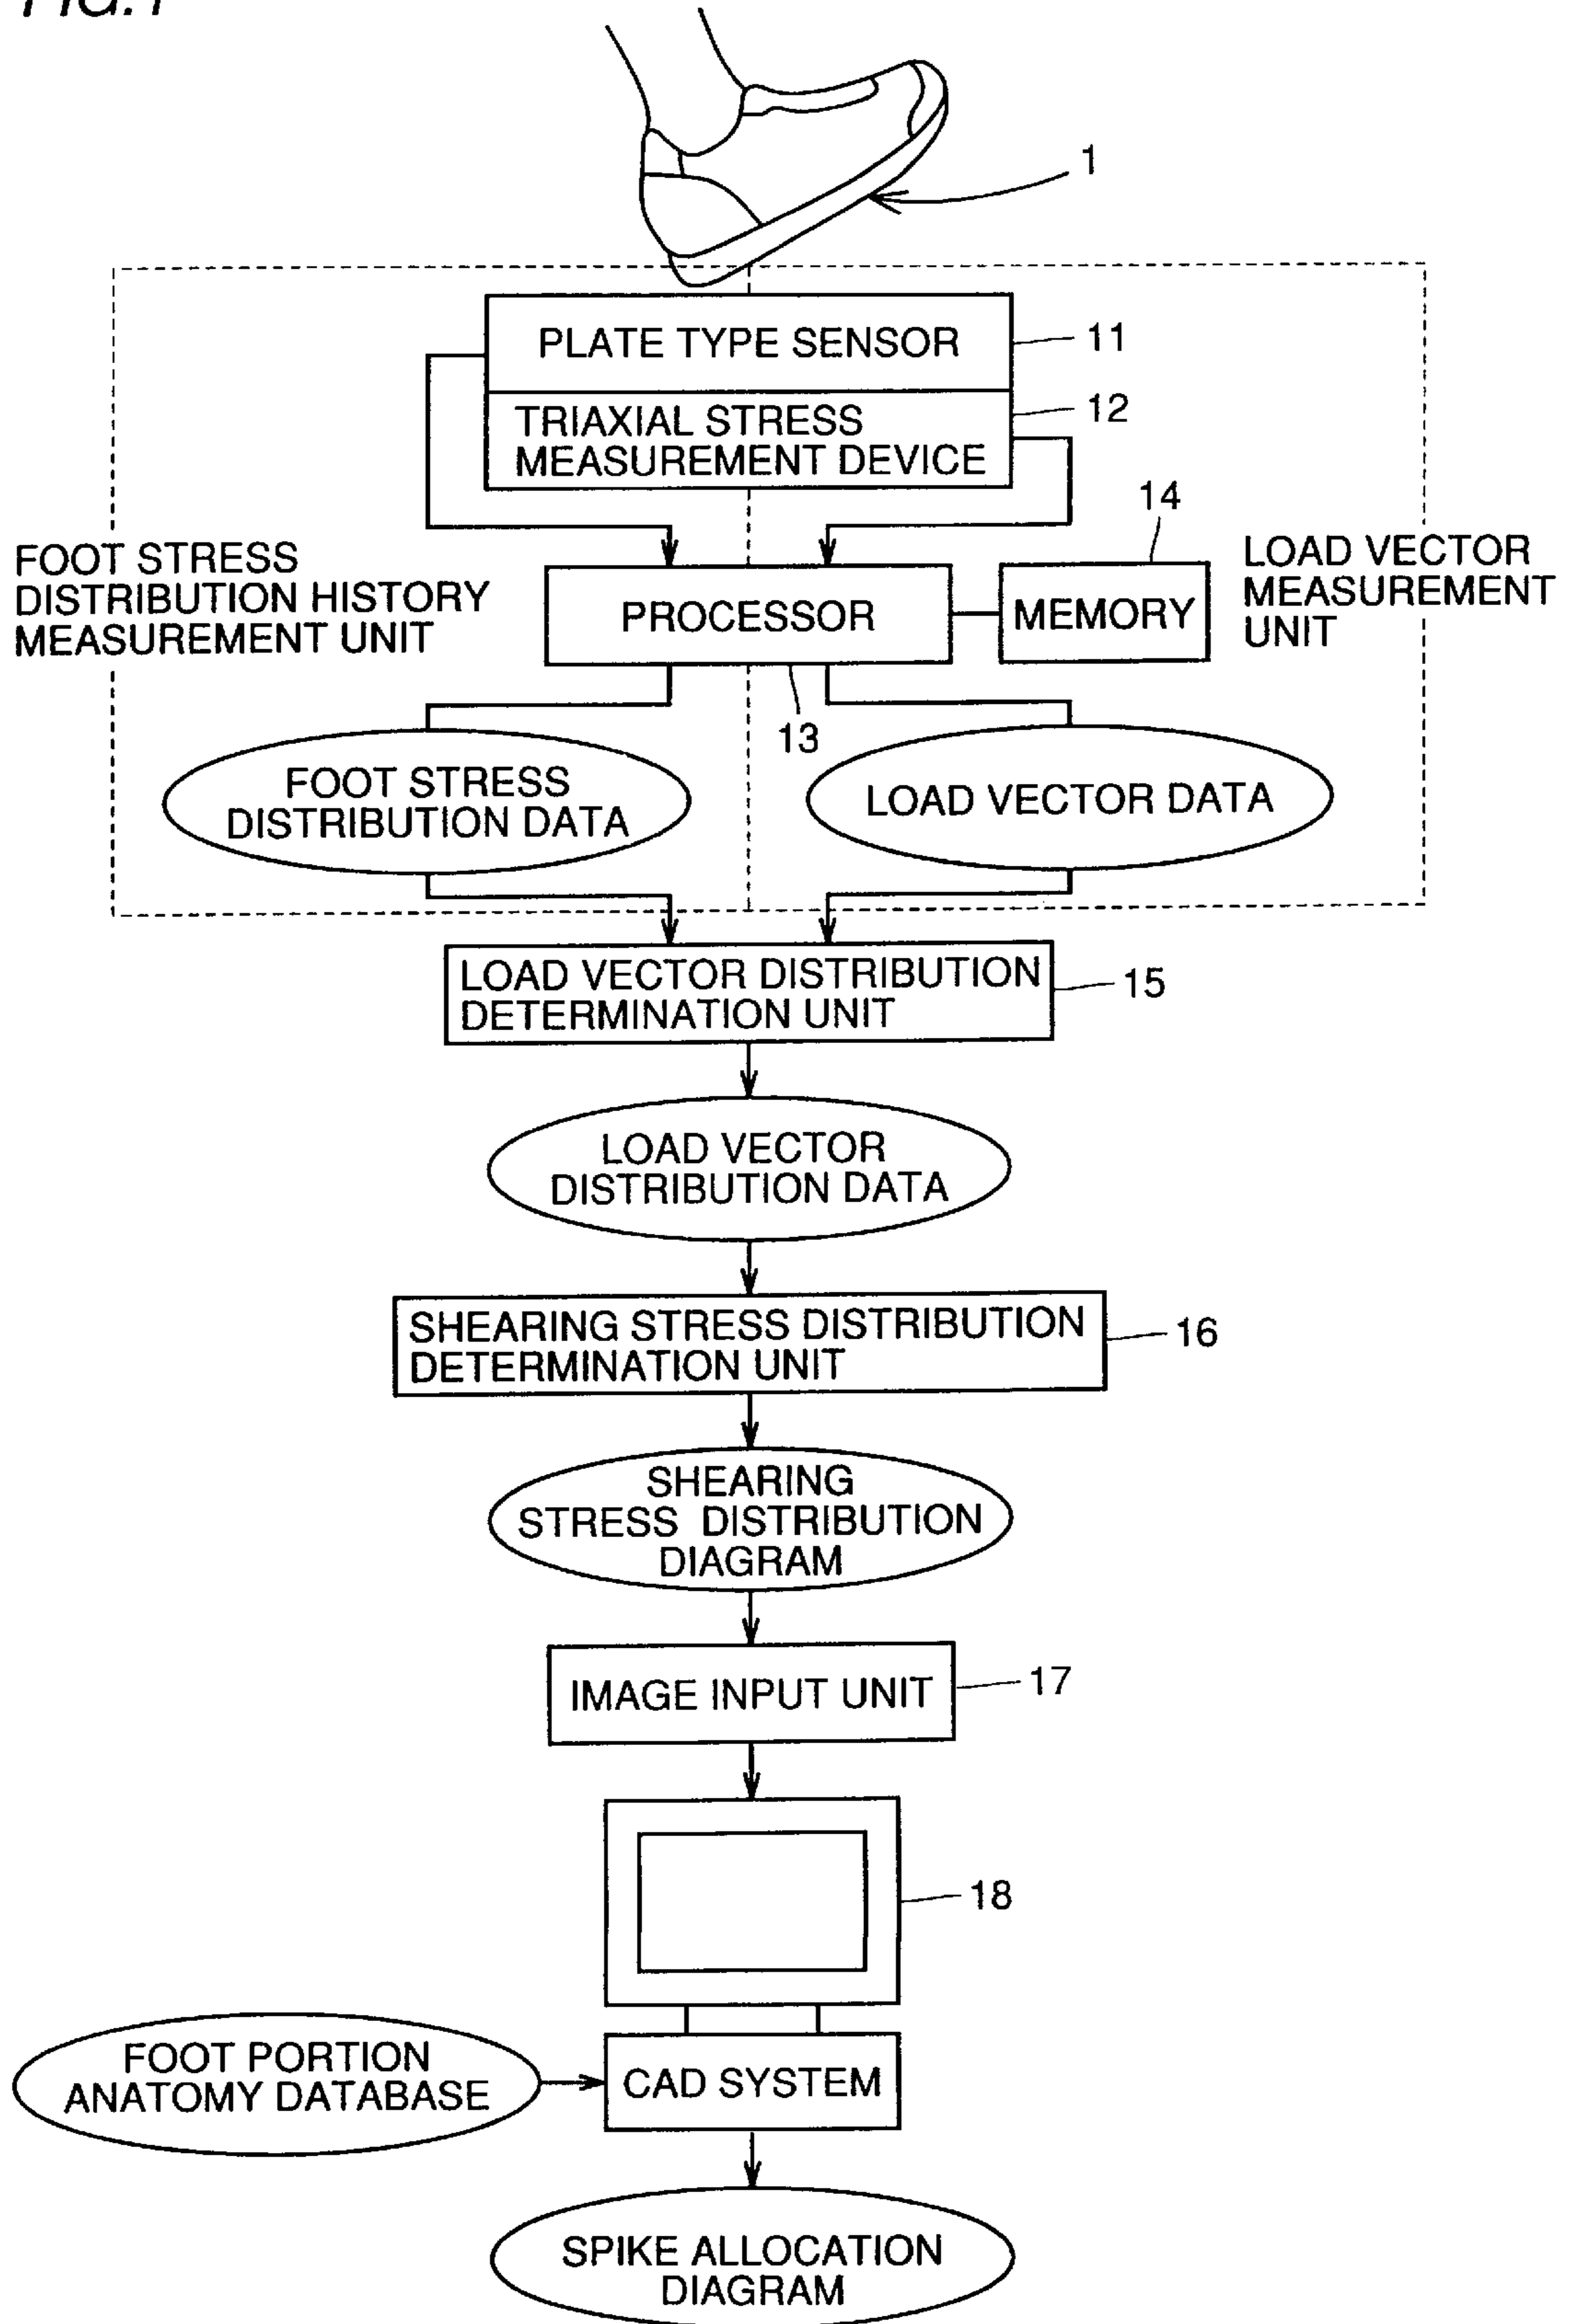 FIG.1
1
PLATE TYPE SENSOR
11
TRIAXIAL STRESS
MEASUREMENT DEVICE
12
14
FOOT STRESS
DISTRIBUTION HISTORY
MEASUREMENT UNIT
PROCESSOR
MEMORY
LOAD VECTOR
MEASUREMENT
UNIT
13
FOOT STRESS
DISTRIBUTION DATA
LOAD VECTOR DATA
LOAD VECTOR DISTRIBUTION
DETERMINATION UNIT
15
LOAD VECTOR
DISTRIBUTION DATA
SHEARING STRESS DISTRIBUTION
DETERMINATION UNIT
16
SHEARING
STRESS DISTRIBUTION
DIAGRAM
IMAGE INPUT UNIT
17
18
FOOT PORTION
ANATOMY DATABASE
CAD SYSTEM
SPIKE ALLOCATION
DIAGRAM